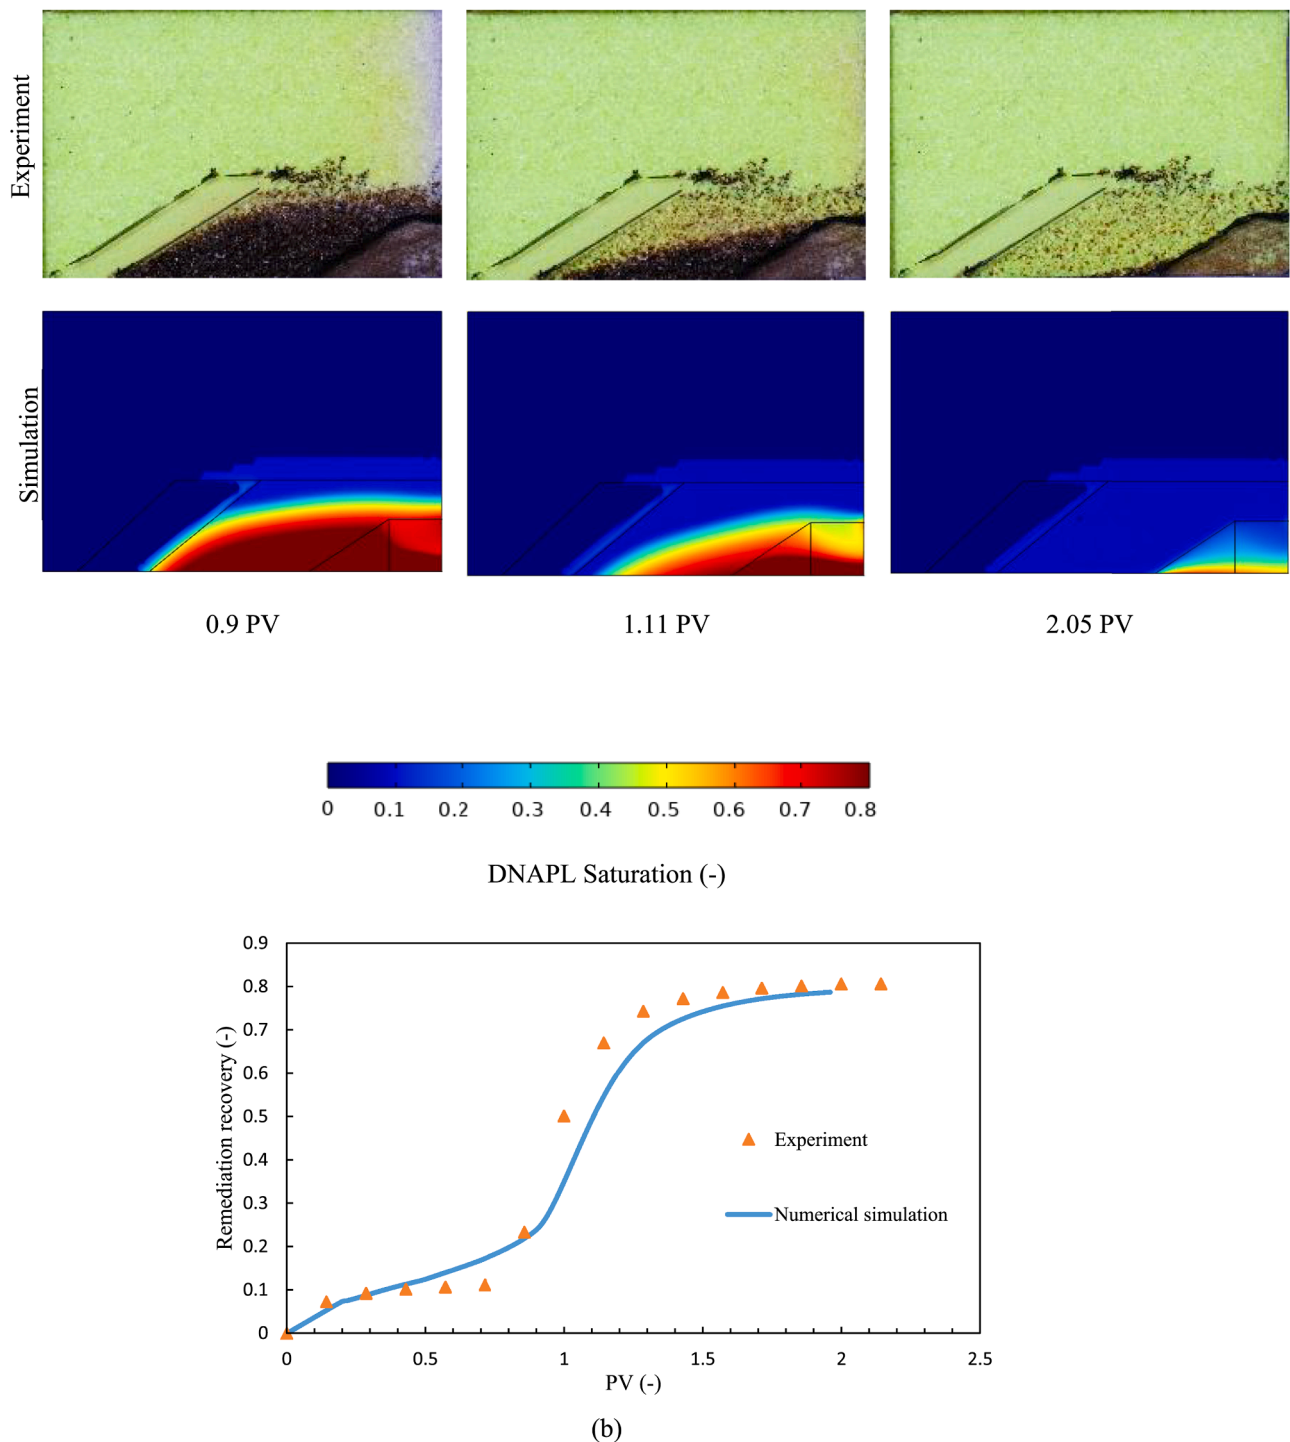 Experiment
Simulation
0.9 PV 1.11 PV 2.05 PV
0 0.1 0.2 0.3 0.4 0.5 0.6 0.7 0.8
DNAPL Saturation (-)
0.9
0.8
0.7
0.6
0.5
0.4
0.3
0.2
0.1
0
Remediation recovery (-)
Experiment
Numerical simulation
0 0.5 1 1.5 2 2.5
PV (-)
(b)